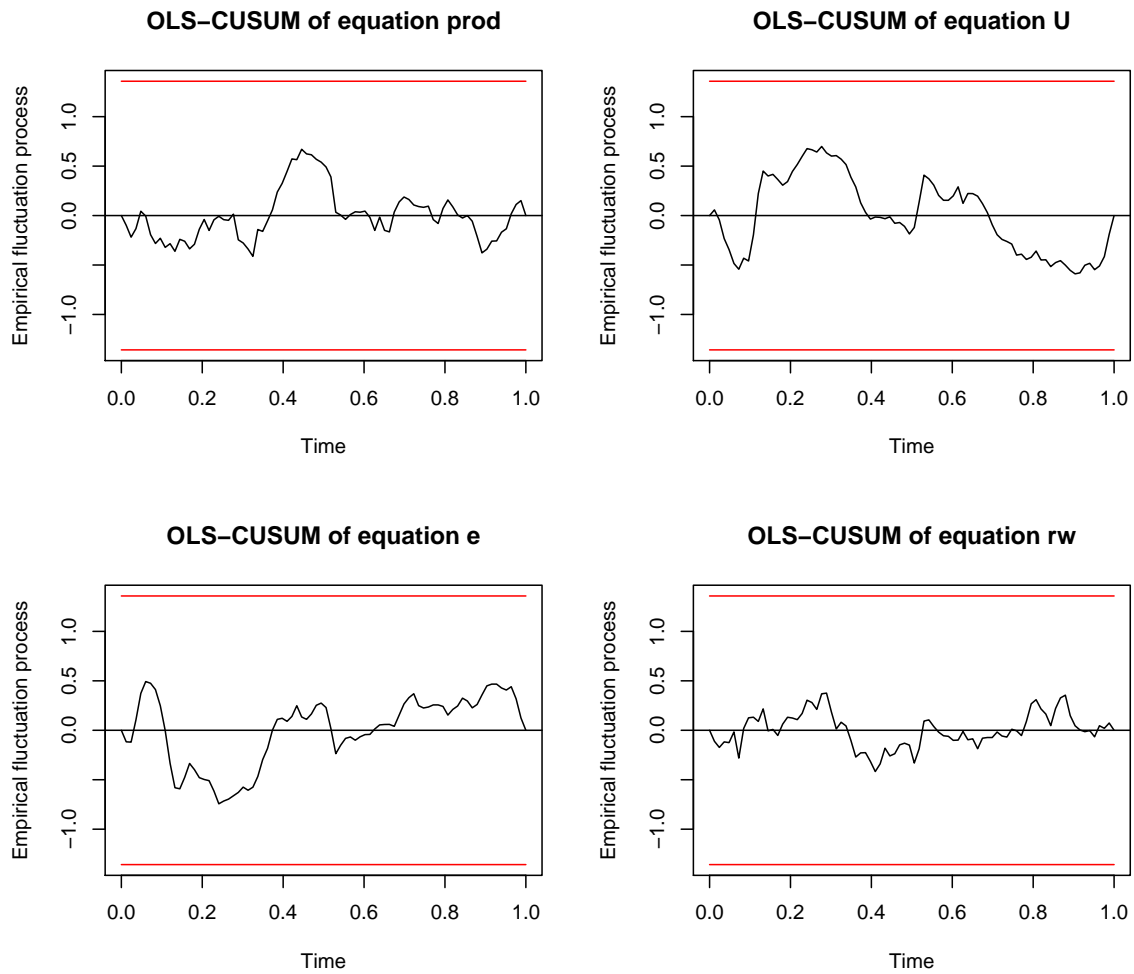 OLS−CUSUM of equation prod
Empirical fluctuation process
1.0
0.5
0.0
−1.0
0.0 0.2 0.4 0.6 0.8 1.0
Time
OLS−CUSUM of equation U
Empirical fluctuation process
1.0
0.5
0.0
−1.0
0.0 0.2 0.4 0.6 0.8 1.0
Time
OLS−CUSUM of equation e
Empirical fluctuation process
1.0
0.5
0.0
−1.0
0.0 0.2 0.4 0.6 0.8 1.0
Time
OLS−CUSUM of equation rw
Empirical fluctuation process
1.0
0.5
0.0
−1.0
0.0 0.2 0.4 0.6 0.8 1.0
Time